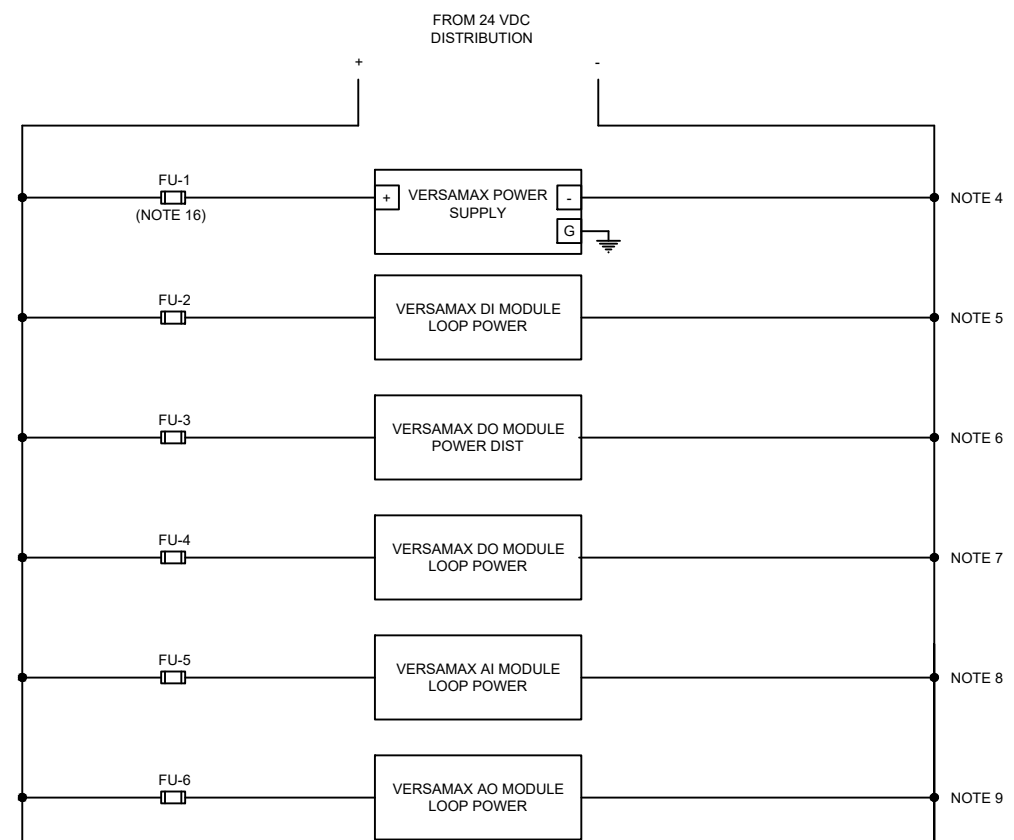 FROM 24 VDC
DISTRIBUTION
+ -
FU-1
(NOTE 16)
+ VERSAMAX POWER -
SUPPLY
G
NOTE 4
FU-2
VERSAMAX DI MODULE
LOOP POWER
NOTE 5
FU-3
VERSAMAX DO MODULE
POWER DIST
NOTE 6
FU-4
VERSAMAX DO MODULE
LOOP POWER
NOTE 7
FU-5
VERSAMAX AI MODULE
LOOP POWER
NOTE 8
FU-6
VERSAMAX AO MODULE
LOOP POWER
NOTE 9